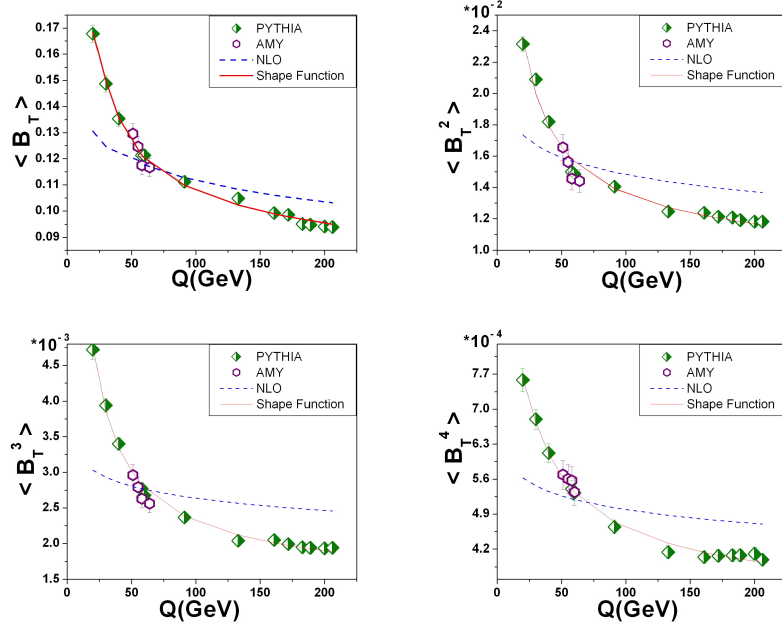 0.17
0.16
0.15
0.14
0.13
0.12
0.11
0.10
0.09
0 50 100 150 200
< B_T >
Q(GeV)
PYTHIA
AMY
NLO
Shape Function
*10^-2
2.4
2.2
2.0
1.8
1.6
1.4
1.2
1.0
0 50 100 150 200
< B_T^2 >
Q(GeV)
PYTHIA
AMY
NLO
Shape Function
*10^-3
4.5
4.0
3.5
3.0
2.5
2.0
1.5
0 50 100 150 200
< B_T^3 >
Q(GeV)
PYTHIA
AMY
NLO
Shape Function
*10^-4
7.7
7.0
6.3
5.6
4.9
4.2
0 50 100 150 200
< B_T^4 >
Q(GeV)
PYTHIA
AMY
NLO
Shape Function